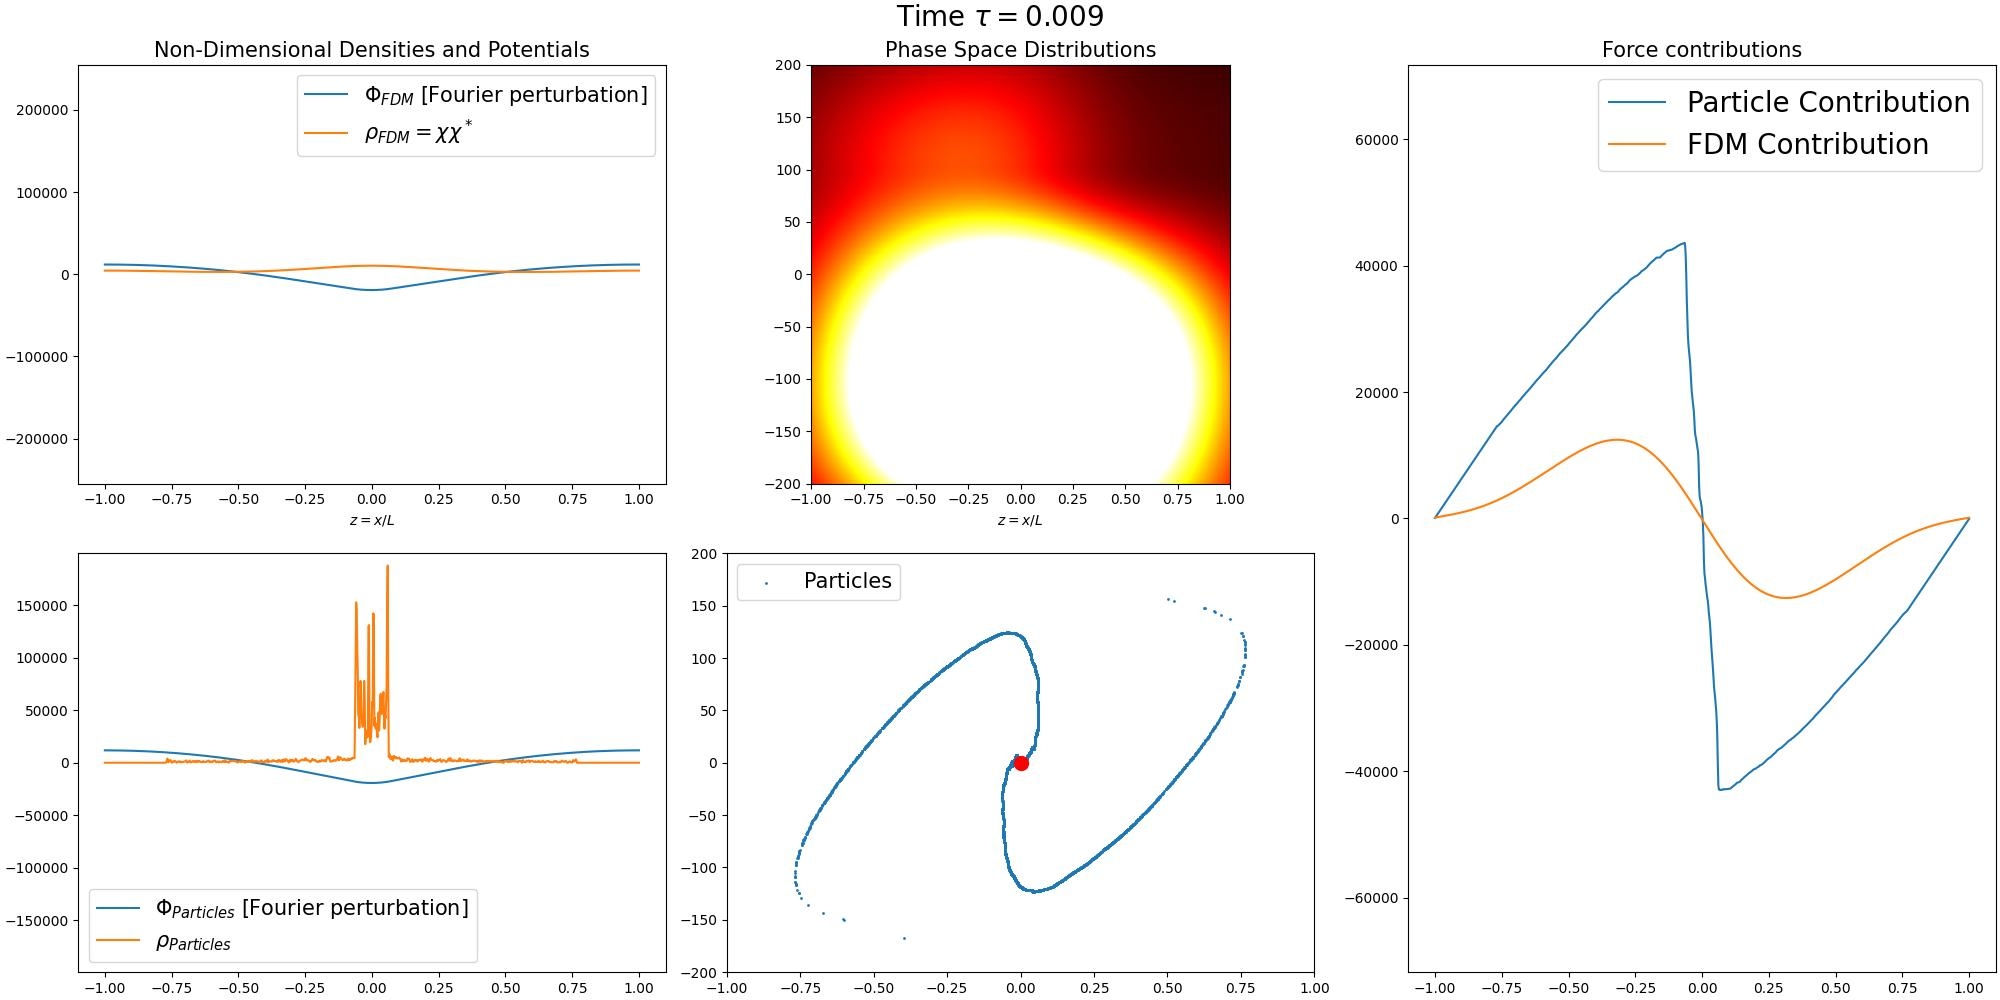 Time τ = 0.009
Non-Dimensional Densities and Potentials
Φ_FDM [Fourier perturbation]
ρ_FDM = χχ*
200000
100000
0
−100000
−200000
−1.00 −0.75 −0.50 −0.25 0.00 0.25 0.50 0.75 1.00
z = x/L
Phase Space Distributions
200
150
100
50
0
−50
−100
−150
−200
−1.00 −0.75 −0.50 −0.25 0.00 0.25 0.50 0.75 1.00
z = x/L
Force contributions
Particle Contribution
FDM Contribution
60000
40000
20000
0
−20000
−40000
−60000
−1.00 −0.75 −0.50 −0.25 0.00 0.25 0.50 0.75 1.00
150000
100000
50000
0
−50000
−100000
−150000
Φ_Particles [Fourier perturbation]
ρ_Particles
−1.00 −0.75 −0.50 −0.25 0.00 0.25 0.50 0.75 1.00
Particles
200
150
100
50
0
−50
−100
−150
−200
−1.00 −0.75 −0.50 −0.25 0.00 0.25 0.50 0.75 1.00